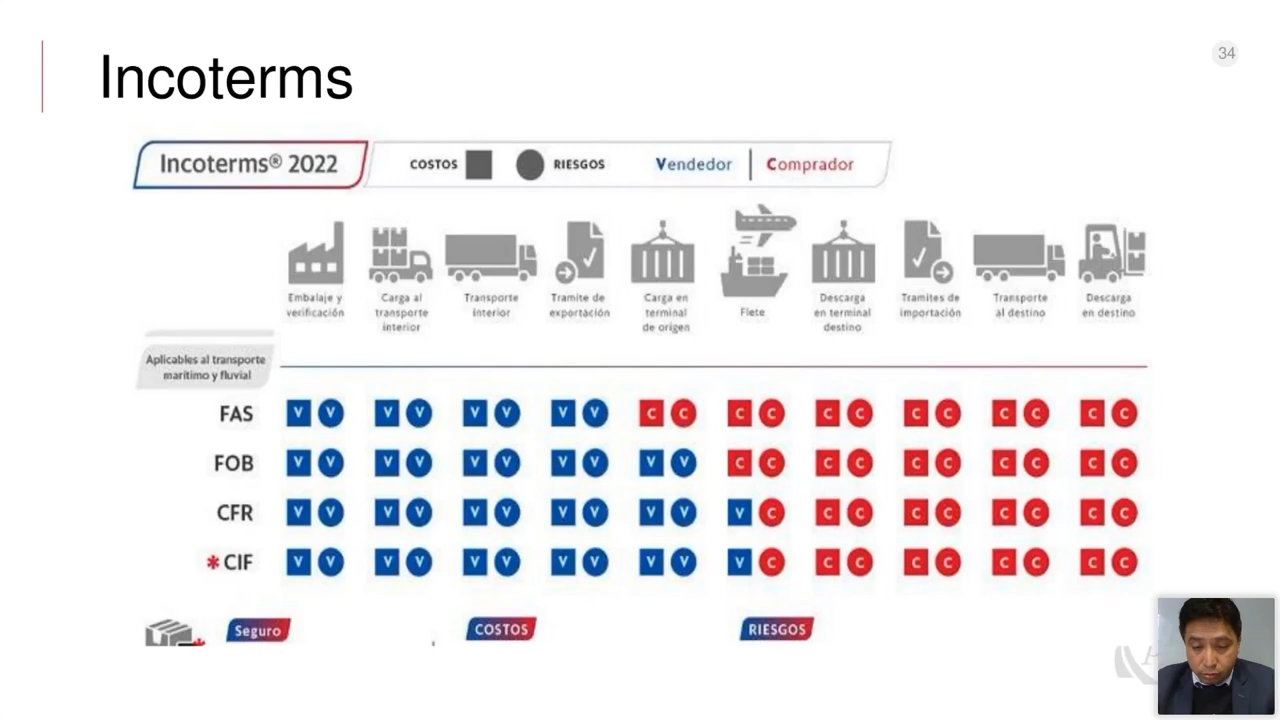 Incoterms
34
Incoterms® 2022
COSTOS
RIESGOS
Vendedor
Comprador
Embalaje y
verificación
Carga al
transporte
interior
Transporte
interior
Tramite de
exportación
Carga en
terminal
de origen
Flete
Descarga
en terminal
destino
Tramites de
importación
Transporte
al destino
Descarga
en destino
Aplicables al transporte
marítimo y fluvial
FAS V V V V V V V V C C C C C C C C C C C C
FOB V V V V V V V V V V C C C C C C C C C C
CFR V V V V V V V V V V V C C C C C C C C C
*CIF V V V V V V V V V V V C C C C C C C C C
Seguro
COSTOS
RIESGOS